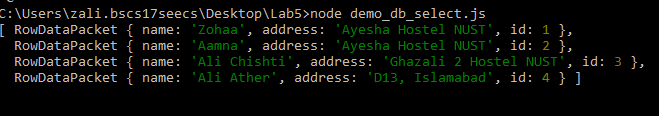 C:\Users\zali.bscs17seecs\Desktop\Lab5>node demo_db_select.js
[ RowDataPacket { name: 'Zohaa', address: 'Ayesha Hostel NUST', id: 1 },
  RowDataPacket { name: 'Aamna', address: 'Ayesha Hostel NUST', id: 2 },
  RowDataPacket { name: 'Ali Chishti', address: 'Ghazali 2 Hostel NUST', id: 3 },
  RowDataPacket { name: 'Ali Ather', address: 'D13, Islamabad', id: 4 } ]